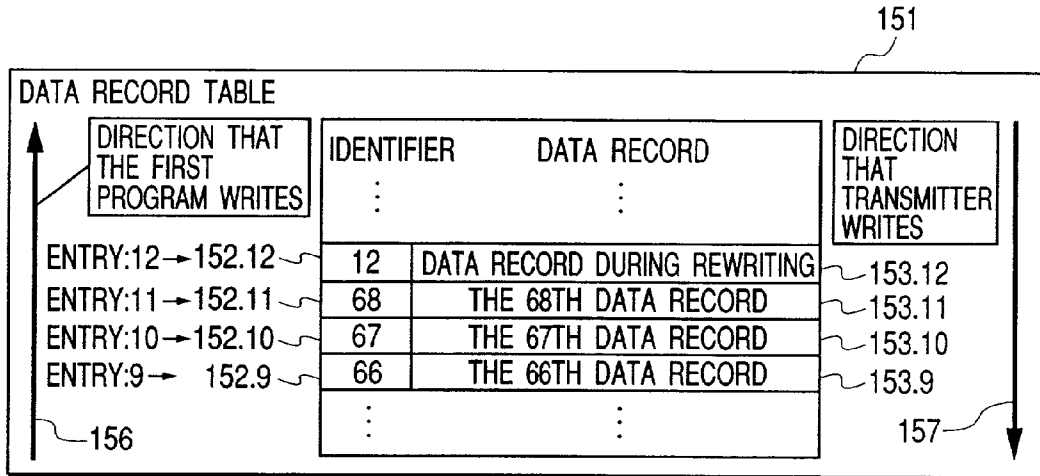 151
DATA RECORD TABLE
DIRECTION THAT
THE FIRST
PROGRAM WRITES
IDENTIFIER DATA RECORD
DIRECTION
THAT
TRANSMITTER
WRITES
⋮ ⋮
ENTRY:12→152.12 12 DATA RECORD DURING REWRITING 153.12
ENTRY:11→152.11 68 THE 68TH DATA RECORD 153.11
ENTRY:10→152.10 67 THE 67TH DATA RECORD 153.10
ENTRY:9→ 152.9 66 THE 66TH DATA RECORD 153.9
⋮ ⋮
156
157